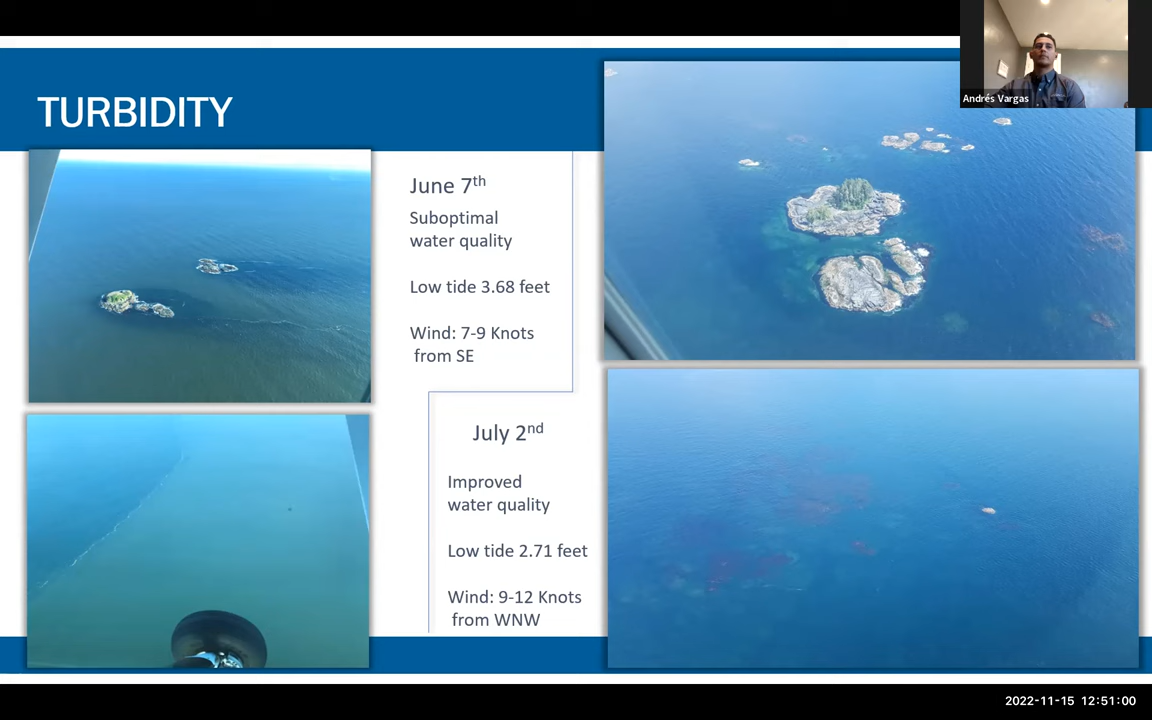 TURBIDITY
Andrés Vargas
June 7th
Suboptimal
water quality
Low tide 3.68 feet
Wind: 7-9 Knots
from SE
July 2nd
Improved
water quality
Low tide 2.71 feet
Wind: 9-12 Knots
from WNW
2022-11-15 12:51:00